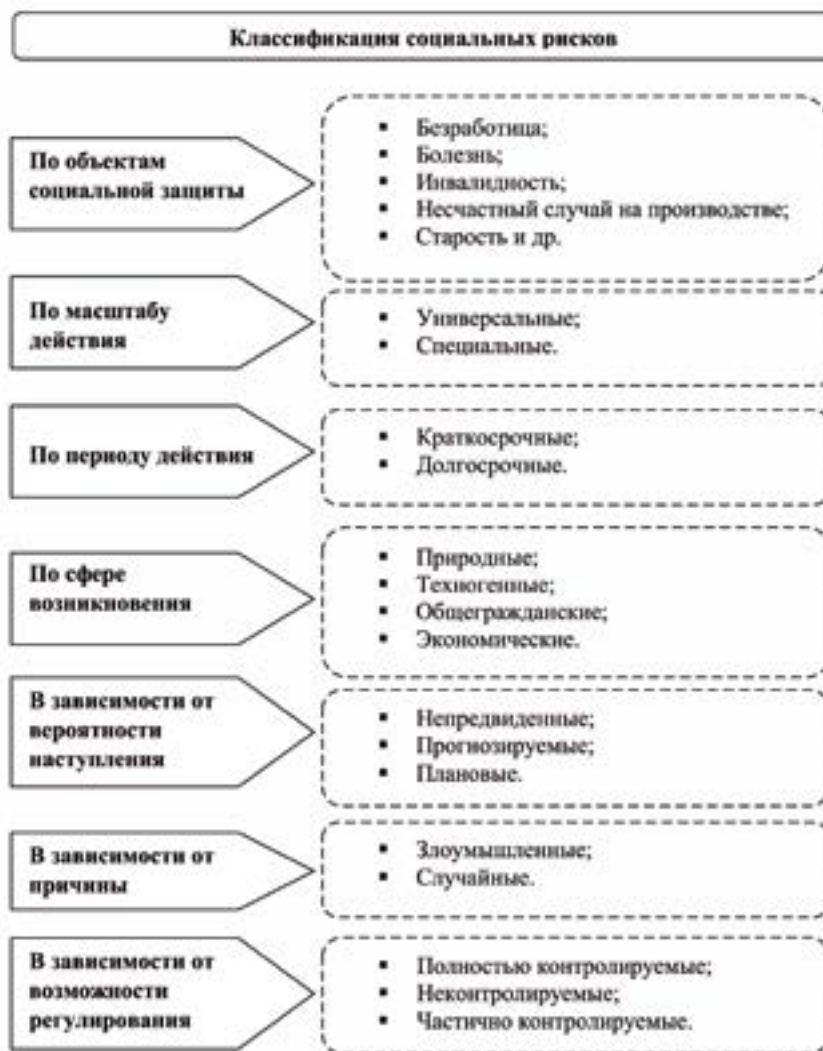 Классификация социальных рисков
По объектам
социальной защиты
▪ Безработица;
▪ Болезнь;
▪ Инвалидность;
▪ Несчастный случай на производстве;
▪ Старость и др.
По масштабу
действия
▪ Универсальные;
▪ Специальные.
По периоду действия
▪ Краткосрочные;
▪ Долгосрочные.
По сфере
возникновения
▪ Природные;
▪ Техногенные;
▪ Общегражданские;
▪ Экономические.
В зависимости от
вероятности
наступления
▪ Непредвиденные;
▪ Прогнозируемые;
▪ Плановые.
В зависимости от
причины
▪ Злоумышленные;
▪ Случайные.
В зависимости от
возможности
регулирования
▪ Полностью контролируемые;
▪ Неконтролируемые;
▪ Частично контролируемые.